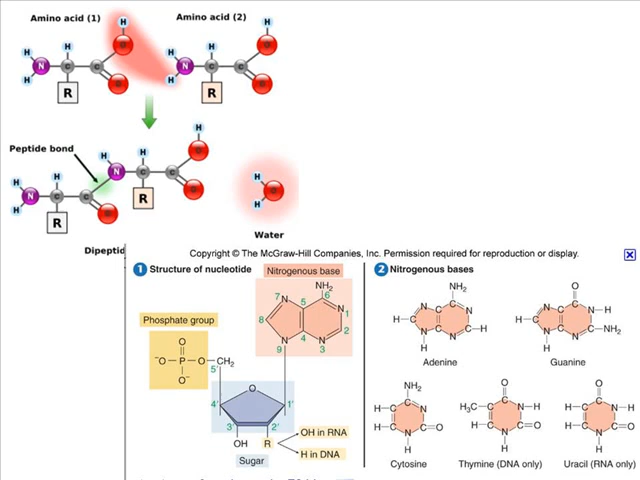 Amino acid (1)
Amino acid (2)
H
H
H
H
H
H
N
C
C
O
O
H
H
N
C
C
O
O
R
R
Peptide bond
H
H
H
H
H
H
N
C
C
O
N
C
C
O
O
R
R
H
H
O
Water
Dipeptid
Copyright © The McGraw-Hill Companies, Inc. Permission required for reproduction or display.
X
1 Structure of nucleotide
Nitrogenous base
NH2
7
N
5
6
N 1
8
4
2
9
N
N
3
Phosphate group
O
-O—P—O—CH2
O-
5'
O
4'
1'
3'
2'
OH
R
OH in RNA
H in DNA
Sugar
2 Nitrogenous bases
NH2
N
C
C
N
H—C
C
C—H
N
N
H
Adenine
O
N
C
C
N—H
H—C
C
C—NH2
N
N
H
Guanine
NH2
H—C
C
N
H—C
C=O
N
H
Cytosine
O
H3C—C
C
N—H
H—C
C=O
N
H
Thymine (DNA only)
O
H—C
C
N—H
H—C
C=O
N
H
Uracil (RNA only)